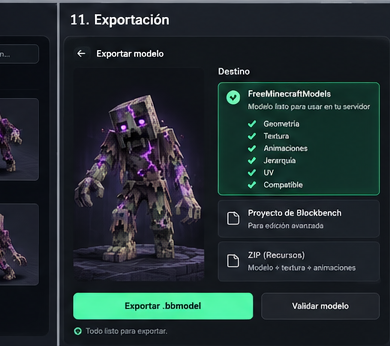 11. Exportación
n...
← Exportar modelo
Destino
FreeMinecraftModels
Modelo listo para usar en tu servidor
Geometría
Textura
Animaciones
Jerarquía
UV
Compatible
Proyecto de Blockbench
Para edición avanzada
ZIP (Recursos)
Modelo + textura + animaciones
Exportar .bbmodel
Validar modelo
Todo listo para exportar.